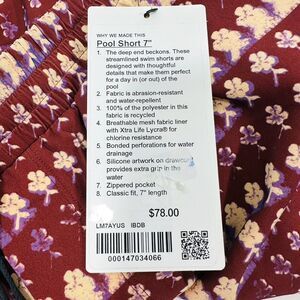 WHY WE MADE THIS
Pool Short 7"
1. The deep end beckons. These
streamlined swim shorts are
designed with thoughtful
details that make them perfect
for a day in (or out) of the
pool
2. Fabric is abrasion-resistant
and water-repellent
3. 100% of the polyester in this
fabric is recycled
4. Breathable mesh fabric liner
with Xtra Life Lycra® for
chlorine resistance
5. Bonded perforations for water
drainage
6. Silicone artwork on drawcord
provides extra grip in the
water
7. Zippered pocket
8. Classic fit, 7" length
$78.00
LM7AYUS IBDB
000147034066